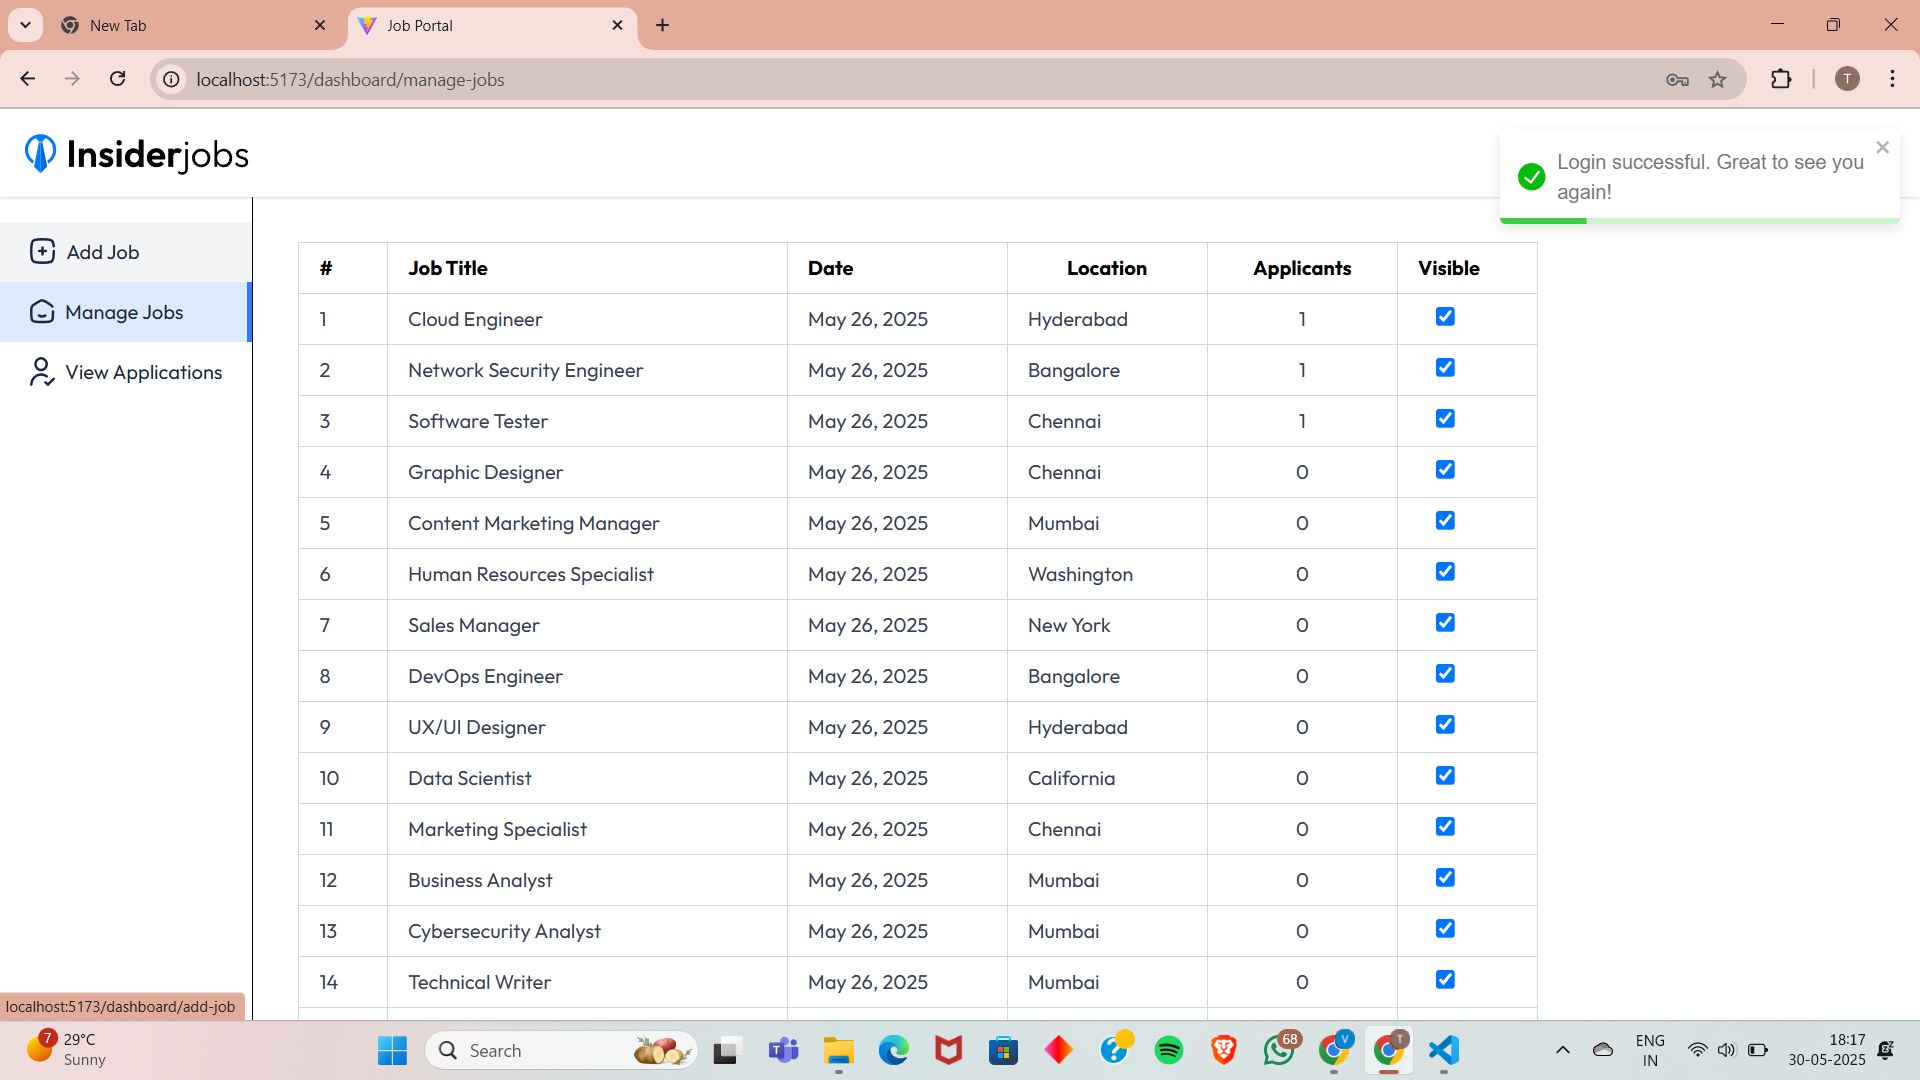 New Tab
Job Portal
localhost:5173/dashboard/manage-jobs
T
Insiderjobs
Login successful. Great to see you
again!
Add Job
Manage Jobs
View Applications
# Job Title Date Location Applicants Visible
1 Cloud Engineer May 26, 2025 Hyderabad 1
2 Network Security Engineer May 26, 2025 Bangalore 1
3 Software Tester May 26, 2025 Chennai 1
4 Graphic Designer May 26, 2025 Chennai 0
5 Content Marketing Manager May 26, 2025 Mumbai 0
6 Human Resources Specialist May 26, 2025 Washington 0
7 Sales Manager May 26, 2025 New York 0
8 DevOps Engineer May 26, 2025 Bangalore 0
9 UX/UI Designer May 26, 2025 Hyderabad 0
10 Data Scientist May 26, 2025 California 0
11 Marketing Specialist May 26, 2025 Chennai 0
12 Business Analyst May 26, 2025 Mumbai 0
13 Cybersecurity Analyst May 26, 2025 Mumbai 0
14 Technical Writer May 26, 2025 Mumbai 0
localhost:5173/dashboard/add-job
7
29°C
Sunny
Search
68
V
T
ENG
IN
18:17
30-05-2025